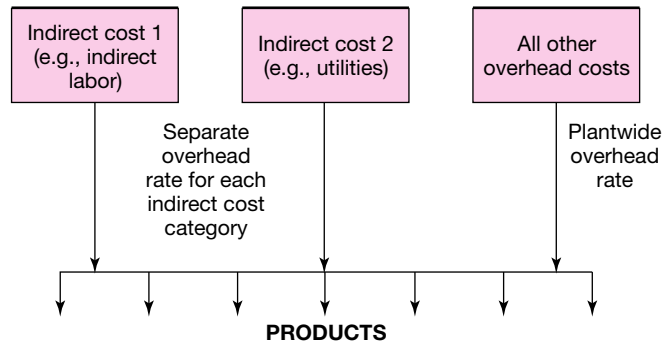 Indirect cost 1
(e.g., indirect
labor)
Indirect cost 2
(e.g., utilities)
All other
overhead costs
Separate
overhead
rate for each
indirect cost
category
Plantwide
overhead
rate
PRODUCTS